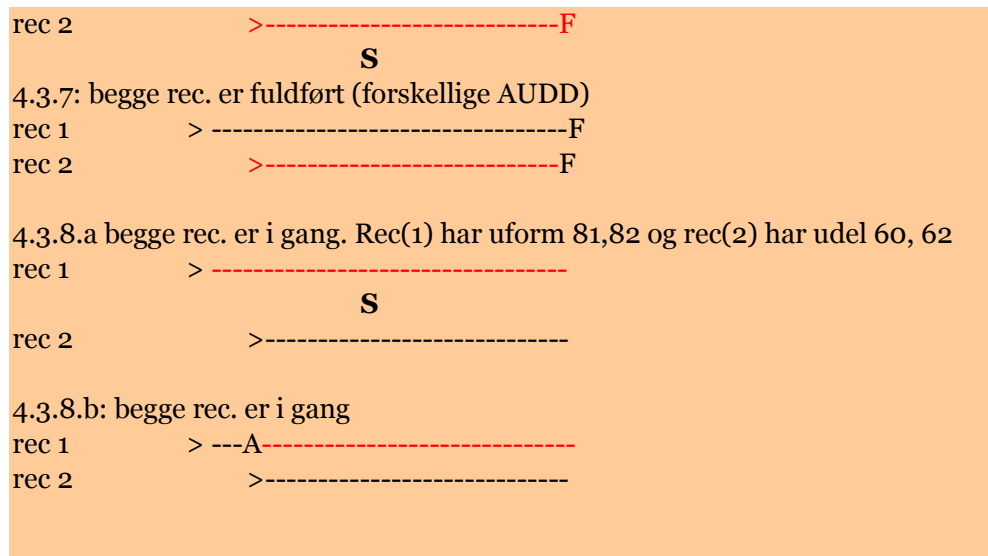 rec 2 >----------------------------F
S
4.3.7: begge rec. er fuldført (forskellige AUDD)
rec 1 > ----------------------------------F
rec 2 >----------------------------F
4.3.8.a begge rec. er i gang. Rec(1) har uform 81,82 og rec(2) har udel 60, 62
rec 1 > ----------------------------------
S
rec 2 >-----------------------------
4.3.8.b: begge rec. er i gang
rec 1 > ---A------------------------------
rec 2 >-----------------------------